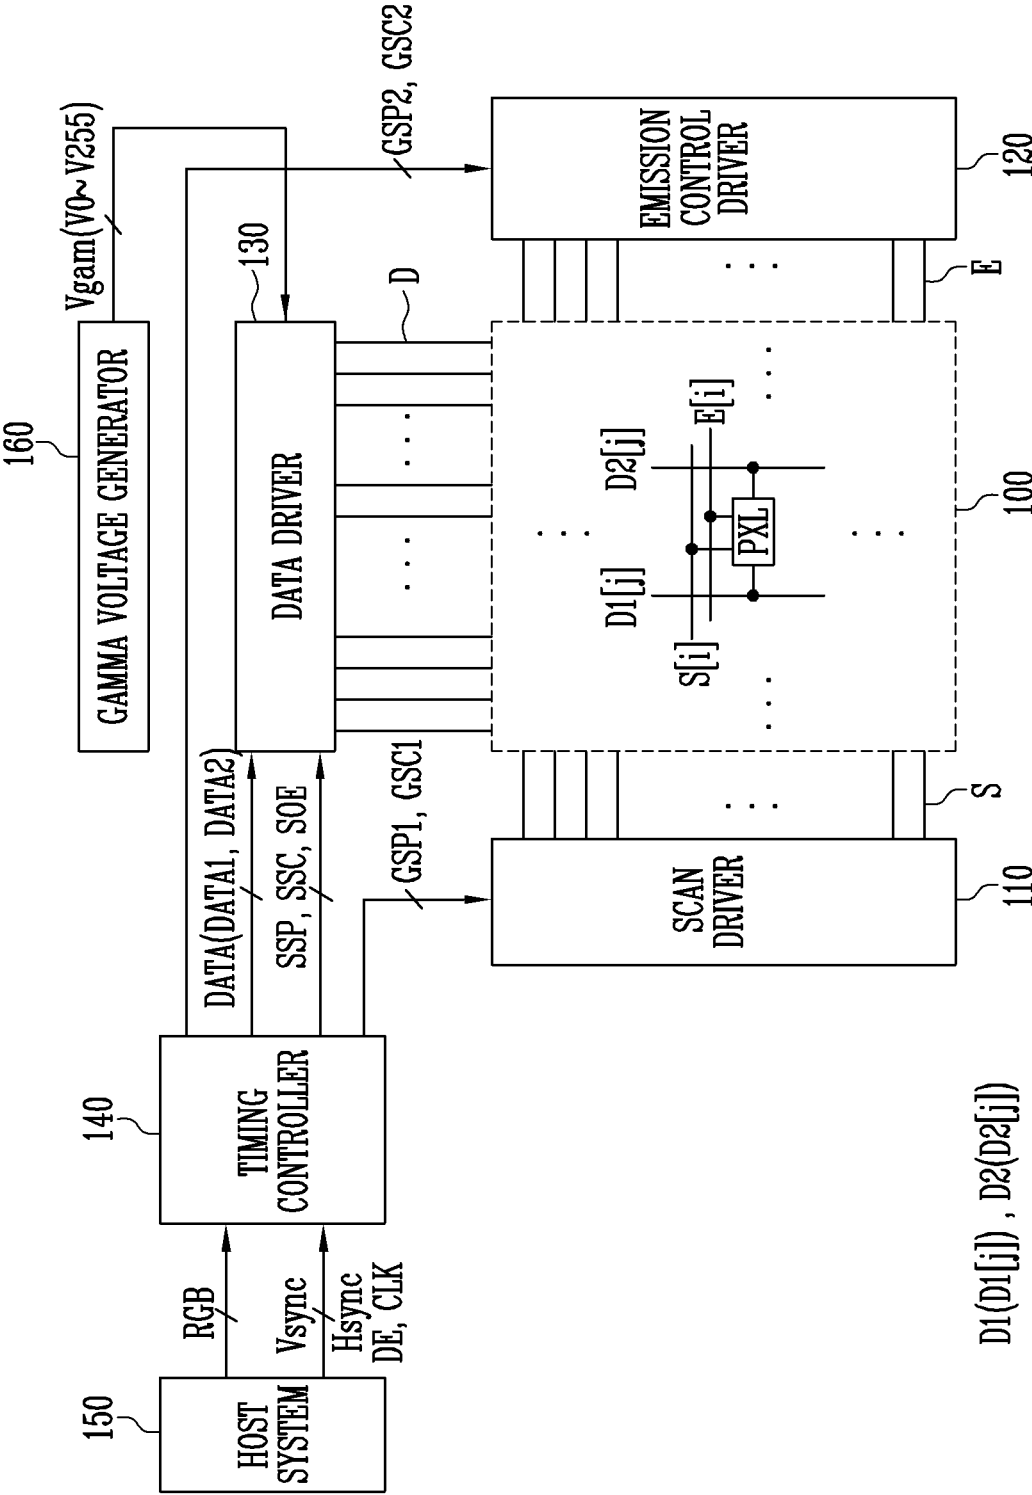 150
HOST
SYSTEM
RGB
Vsync
Hsync
DE, CLK
140
TIMING
CONTROLLER
DATA(DATA1, DATA2)
SSP, SSC, SOE
GSP1, GSC1
160
GAMMA VOLTAGE GENERATOR
Vgam(V0~V255)
130
DATA DRIVER
D
GSP2, GSC2
110
SCAN
DRIVER
S
100
D1[j]
D2[j]
S[i]
E[i]
PXL
E
120
EMISSION
CONTROL
DRIVER
D1(D1[j]) , D2(D2[j])